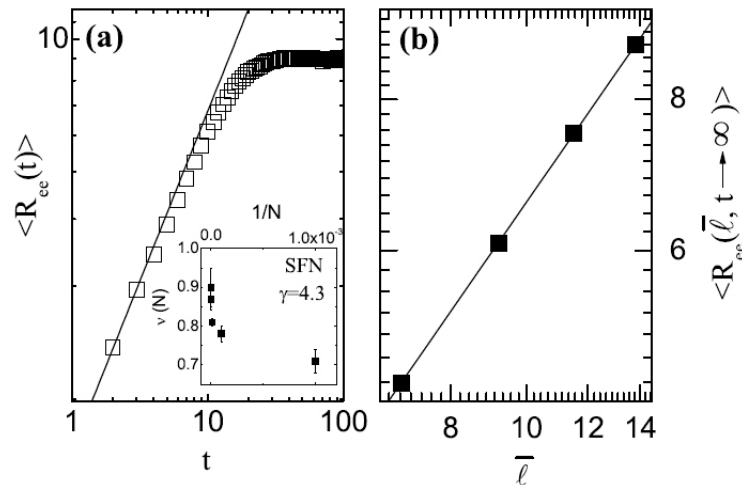 (a)
10
<R_ee(t)>
1 10 100
t
1/N
0.0 1.0x10^-3
1.0
0.9
0.8
0.7
ν (N)
SFN
γ=4.3
(b)
8
6
<R_ee(ℓ̅, t → ∞)>
8 10 12 14
ℓ̅